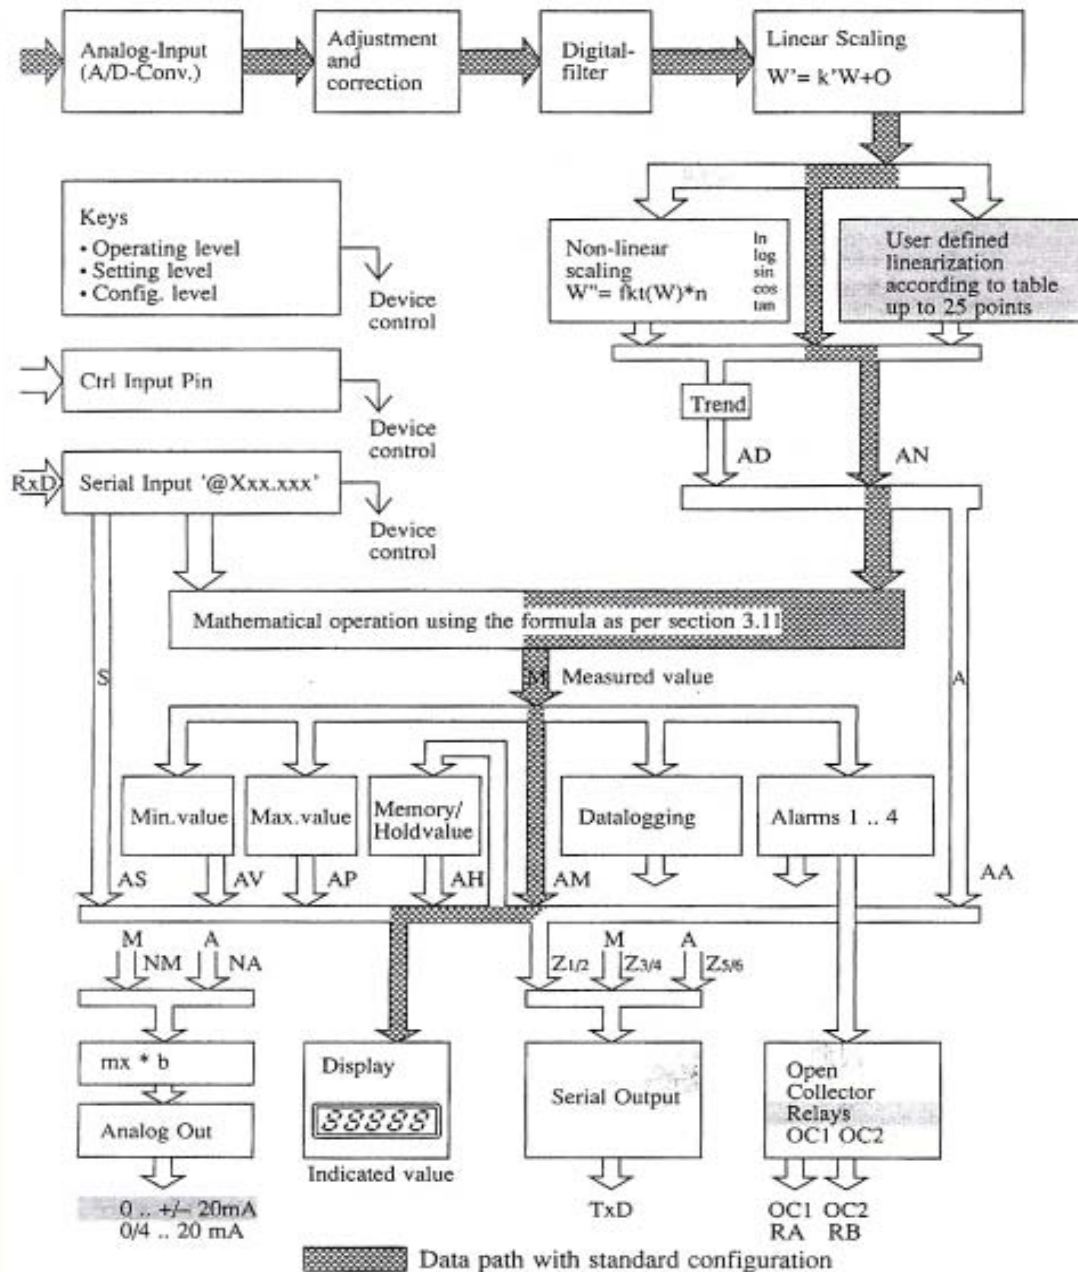 Analog-Input
(A/D-Conv.)
Adjustment
and
correction
Digital-
filter
Linear Scaling
W'= k'W+O
Keys
• Operating level
• Setting level
• Config. level
Device
control
Non-linear
scaling
W"= fkt(W)*n
ln
log
sin
cos
tan
User defined
linearization
according to table
up to 25 points
Ctrl Input Pin
Device
control
Trend
AD
AN
RxD
Serial Input '@Xxx.xxx'
Device
control
Mathematical operation using the formula as per section 3.11
S
M Measured value
A
Min.value
Max.value
Memory/
Holdvalue
Datalogging
Alarms 1 .. 4
AS
AV
AP
AH
AM
AA
M
A
NM
NA
M
A
Z1/2
Z3/4
Z5/6
mx * b
Analog Out
0 .. +/– 20mA
0/4 .. 20 mA
Display
88888
Indicated value
Serial Output
TxD
Open
Collector
Relays
OC1 OC2
OC1 OC2
RA RB
Data path with standard configuration